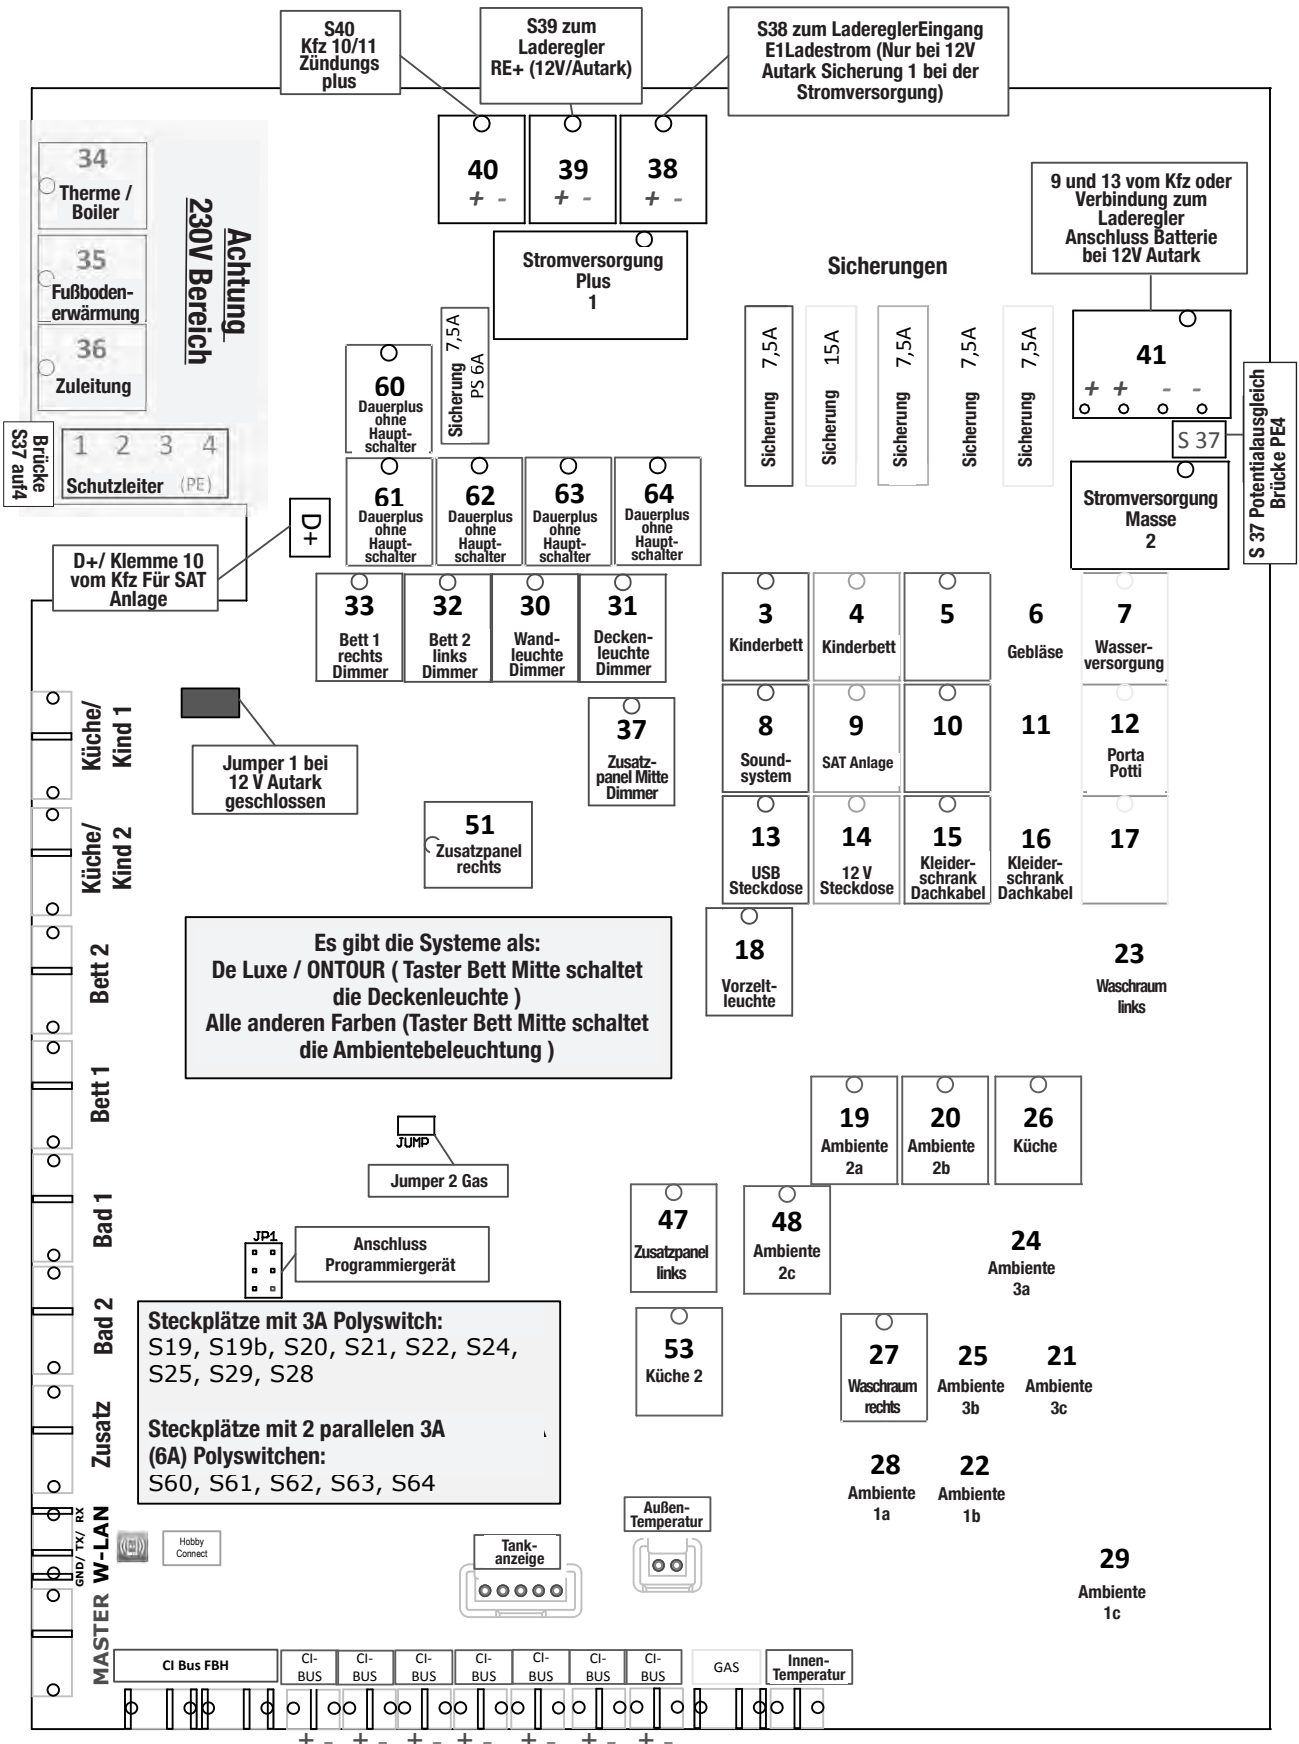 S40
Kfz 10/11
Zündungs
plus
S39 zum
Laderegler
RE+ (12V/Autark)
S38 zum LadereglerEingang
E1Ladestrom (Nur bei 12V
Autark Sicherung 1 bei der
Stromversorgung)
34
Therme /
Boiler
35
Fußboden-
erwärmung
36
Zuleitung
Achtung
230V Bereich
Brücke
S37 auf4
1 2 3 4
Schutzleiter (PE)
D+/ Klemme 10
vom Kfz Für SAT
Anlage
D+
40
+ -
39
+ -
38
+ -
Stromversorgung
Plus
1
Sicherung 7,5A
PS 6A
60
Dauerplus
ohne
Haupt-
schalter
61
Dauerplus
ohne
Haupt-
schalter
62
Dauerplus
ohne
Haupt-
schalter
63
Dauerplus
ohne
Haupt-
schalter
64
Dauerplus
ohne
Haupt-
schalter
Sicherungen
Sicherung 7,5A
Sicherung 15A
Sicherung 7,5A
Sicherung 7,5A
Sicherung 7,5A
9 und 13 vom Kfz oder
Verbindung zum
Laderegler
Anschluss Batterie
bei 12V Autark
41
+ + - -
S 37
S 37 Potentialausgleich
Brücke PE4
Stromversorgung
Masse
2
33
Bett 1
rechts
Dimmer
32
Bett 2
links
Dimmer
30
Wand-
leuchte
Dimmer
31
Decken-
leuchte
Dimmer
37
Zusatz-
panel Mitte
Dimmer
3
Kinderbett
4
Kinderbett
5
6
Gebläse
7
Wasser-
versorgung
8
Sound-
system
9
SAT Anlage
10
11
12
Porta
Potti
13
USB
Steckdose
14
12 V
Steckdose
15
Kleider-
schrank
Dachkabel
16
Kleider-
schrank
Dachkabel
17
18
Vorzelt-
leuchte
23
Waschraum
links
Jumper 1 bei
12 V Autark
geschlossen
51
Zusatzpanel
rechts
Es gibt die Systeme als:
De Luxe / ONTOUR ( Taster Bett Mitte schaltet
die Deckenleuchte )
Alle anderen Farben (Taster Bett Mitte schaltet
die Ambientebeleuchtung )
JUMP
Jumper 2 Gas
JP1
Anschluss
Programmiergerät
Steckplätze mit 3A Polyswitch:
S19, S19b, S20, S21, S22, S24,
S25, S29, S28
Steckplätze mit 2 parallelen 3A
(6A) Polyswitchen:
S60, S61, S62, S63, S64
19
Ambiente
2a
20
Ambiente
2b
26
Küche
47
Zusatzpanel
links
48
Ambiente
2c
24
Ambiente
3a
53
Küche 2
27
Waschraum
rechts
25
Ambiente
3b
21
Ambiente
3c
28
Ambiente
1a
22
Ambiente
1b
29
Ambiente
1c
Küche/
Kind 1
Küche/
Kind 2
Bett 2
Bett 1
Bad 1
Bad 2
Zusatz
GND/ TX/ RX
W-LAN
MASTER
Hobby
Connect
Tank-
anzeige
Außen-
Temperatur
CI Bus FBH
CI-
BUS
CI-
BUS
CI-
BUS
CI-
BUS
CI-
BUS
CI-
BUS
CI-
BUS
GAS
Innen-
Temperatur
+ - + - + - + - + - + - + -